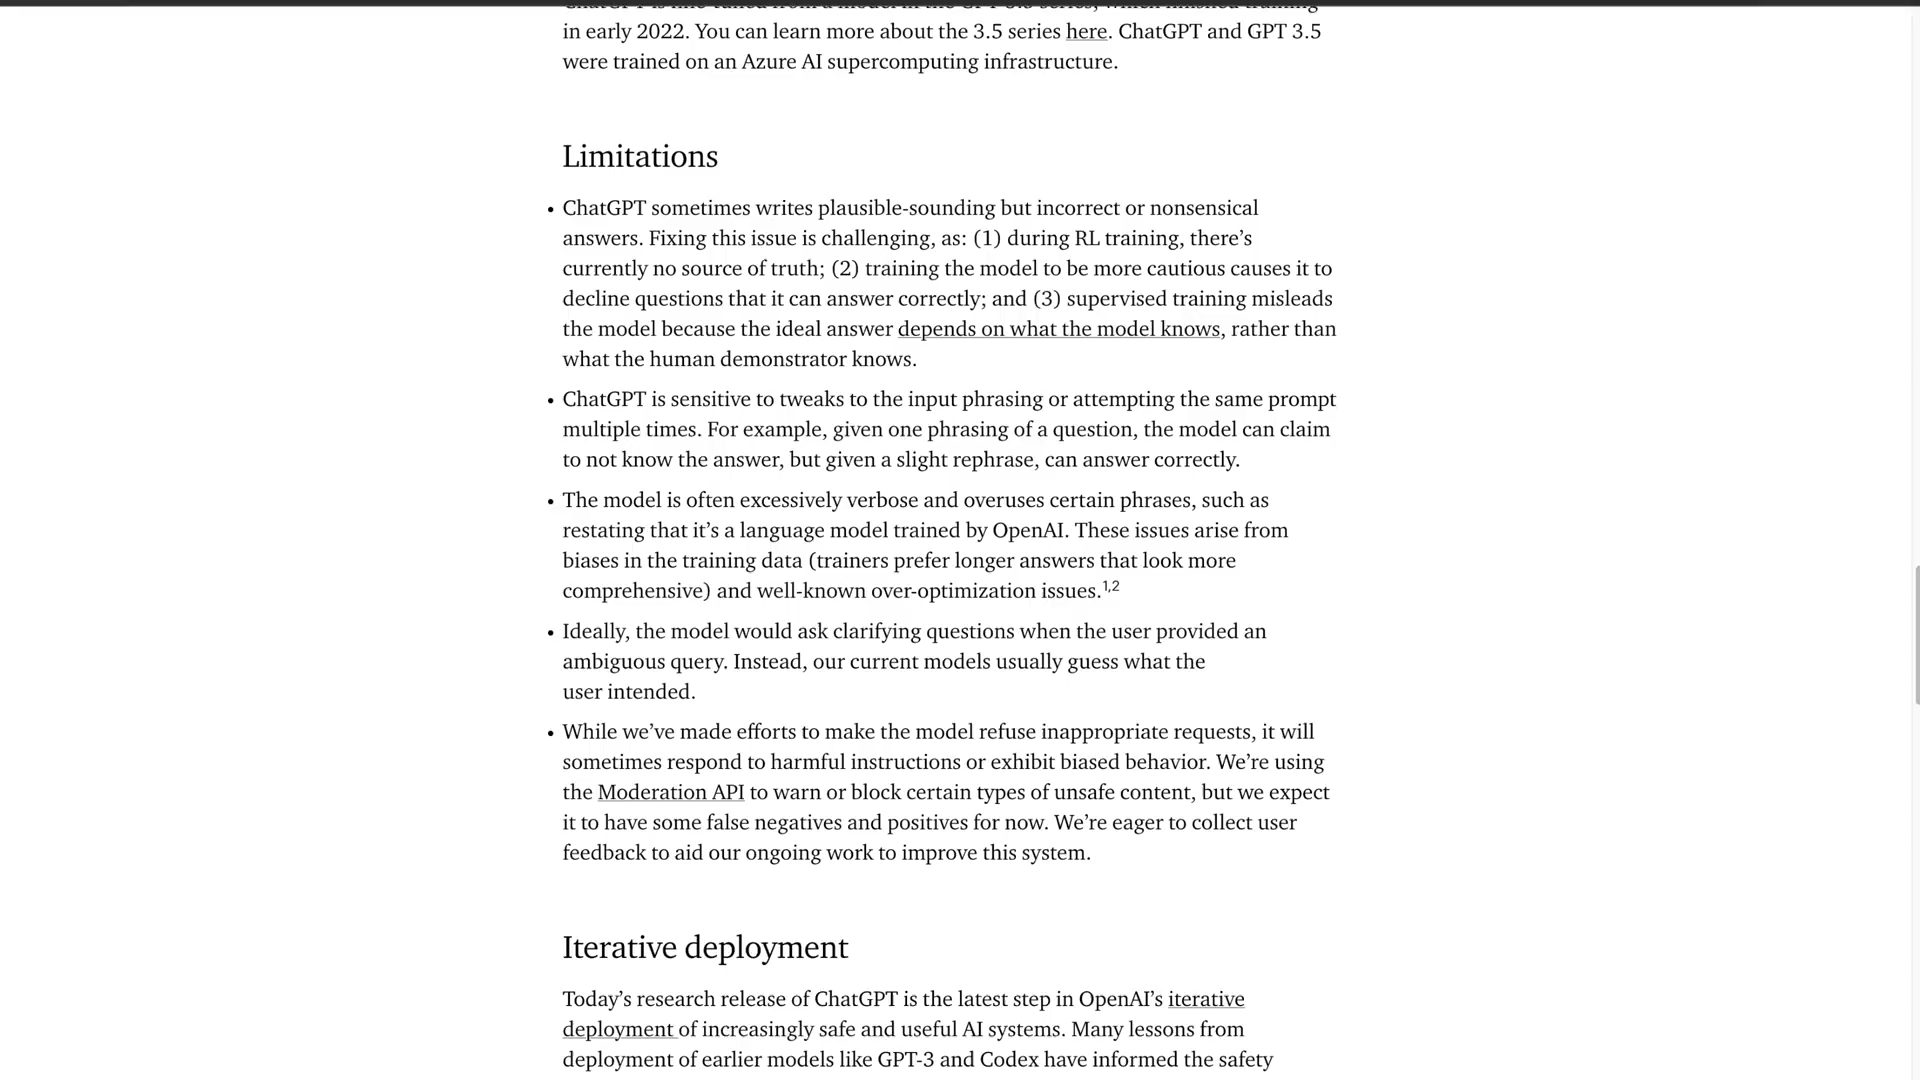 in early 2022. You can learn more about the 3.5 series here. ChatGPT and GPT 3.5
were trained on an Azure AI supercomputing infrastructure.
Limitations
• ChatGPT sometimes writes plausible-sounding but incorrect or nonsensical
answers. Fixing this issue is challenging, as: (1) during RL training, there’s
currently no source of truth; (2) training the model to be more cautious causes it to
decline questions that it can answer correctly; and (3) supervised training misleads
the model because the ideal answer depends on what the model knows, rather than
what the human demonstrator knows.
• ChatGPT is sensitive to tweaks to the input phrasing or attempting the same prompt
multiple times. For example, given one phrasing of a question, the model can claim
to not know the answer, but given a slight rephrase, can answer correctly.
• The model is often excessively verbose and overuses certain phrases, such as
restating that it’s a language model trained by OpenAI. These issues arise from
biases in the training data (trainers prefer longer answers that look more
comprehensive) and well-known over-optimization issues.1,2
• Ideally, the model would ask clarifying questions when the user provided an
ambiguous query. Instead, our current models usually guess what the
user intended.
• While we’ve made efforts to make the model refuse inappropriate requests, it will
sometimes respond to harmful instructions or exhibit biased behavior. We’re using
the Moderation API to warn or block certain types of unsafe content, but we expect
it to have some false negatives and positives for now. We’re eager to collect user
feedback to aid our ongoing work to improve this system.
Iterative deployment
Today’s research release of ChatGPT is the latest step in OpenAI’s iterative
deployment of increasingly safe and useful AI systems. Many lessons from
deployment of earlier models like GPT-3 and Codex have informed the safety